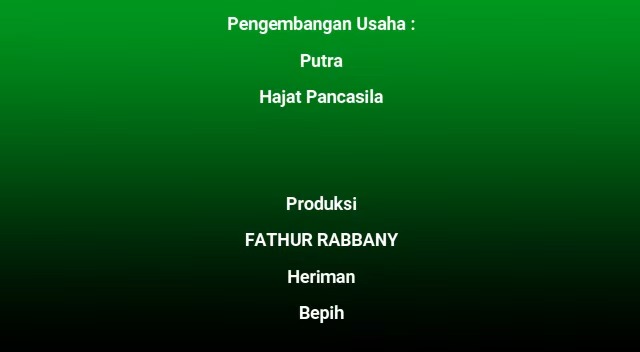 Pengembangan Usaha :
Putra
Hajat Pancasila
Produksi
FATHUR RABBANY
Heriman
Bepih